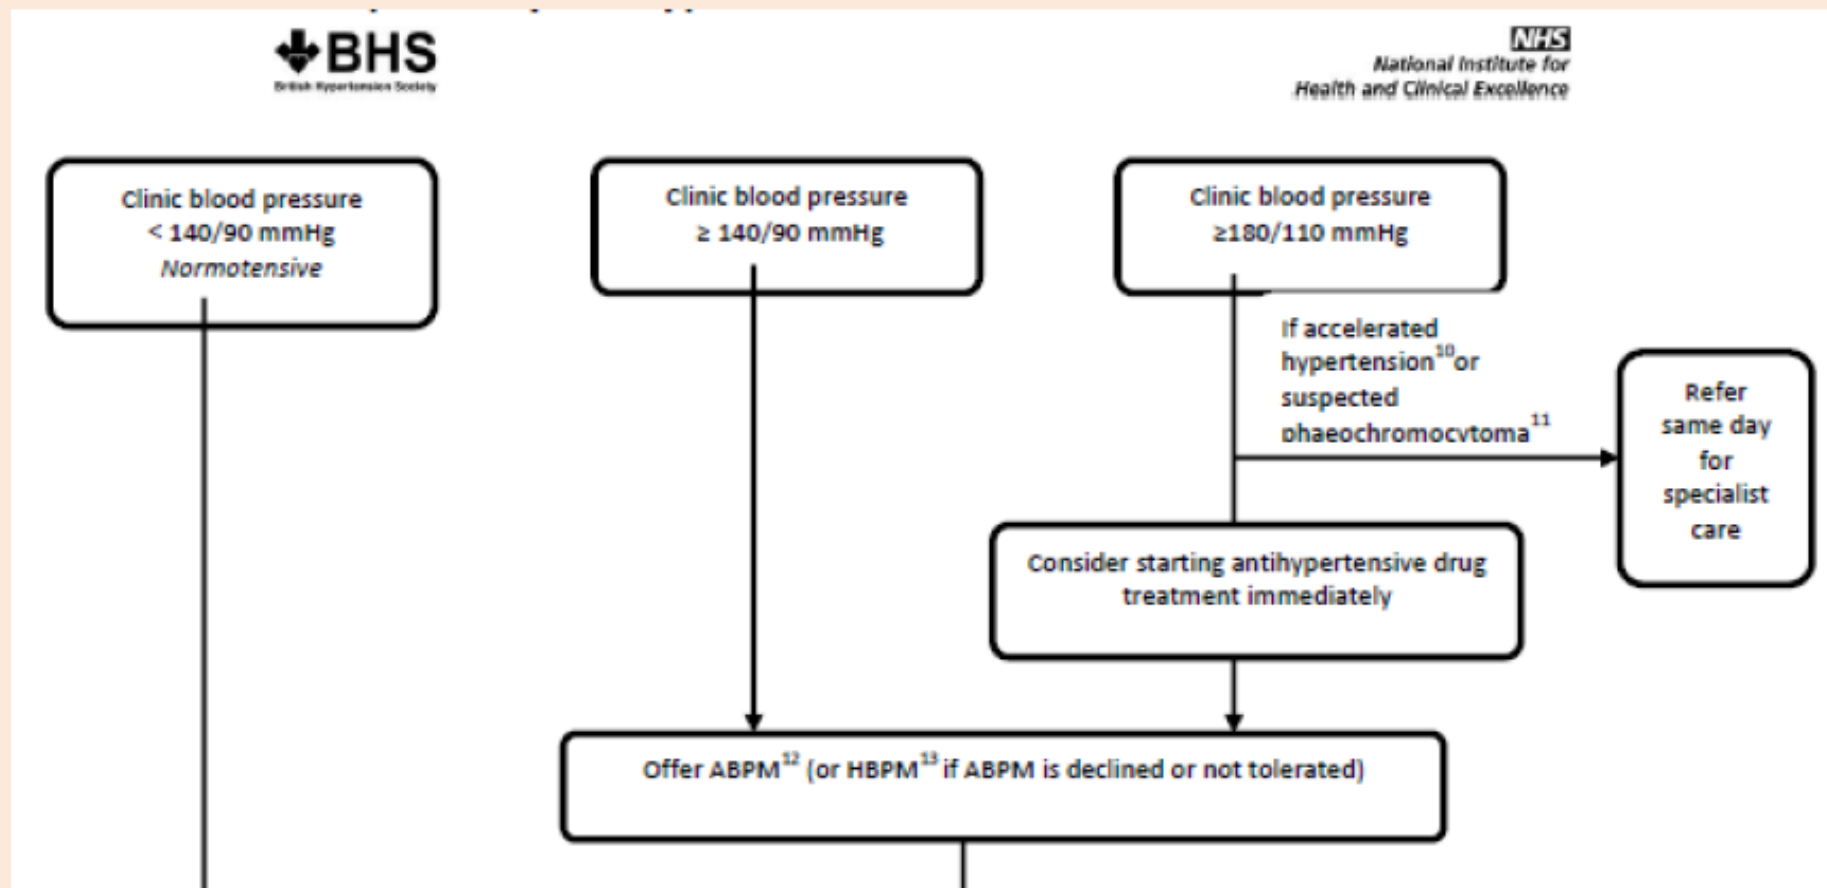 BHS
British Hypertension Society
NHS
National Institute for
Health and Clinical Excellence
Clinic blood pressure
< 140/90 mmHg
Normotensive
Clinic blood pressure
≥ 140/90 mmHg
Clinic blood pressure
≥180/110 mmHg
If accelerated
hypertension¹⁰or
suspected
phaeochromocytoma¹¹
Refer
same day
for
specialist
care
Consider starting antihypertensive drug
treatment immediately
Offer ABPM¹² (or HBPM¹³ if ABPM is declined or not tolerated)